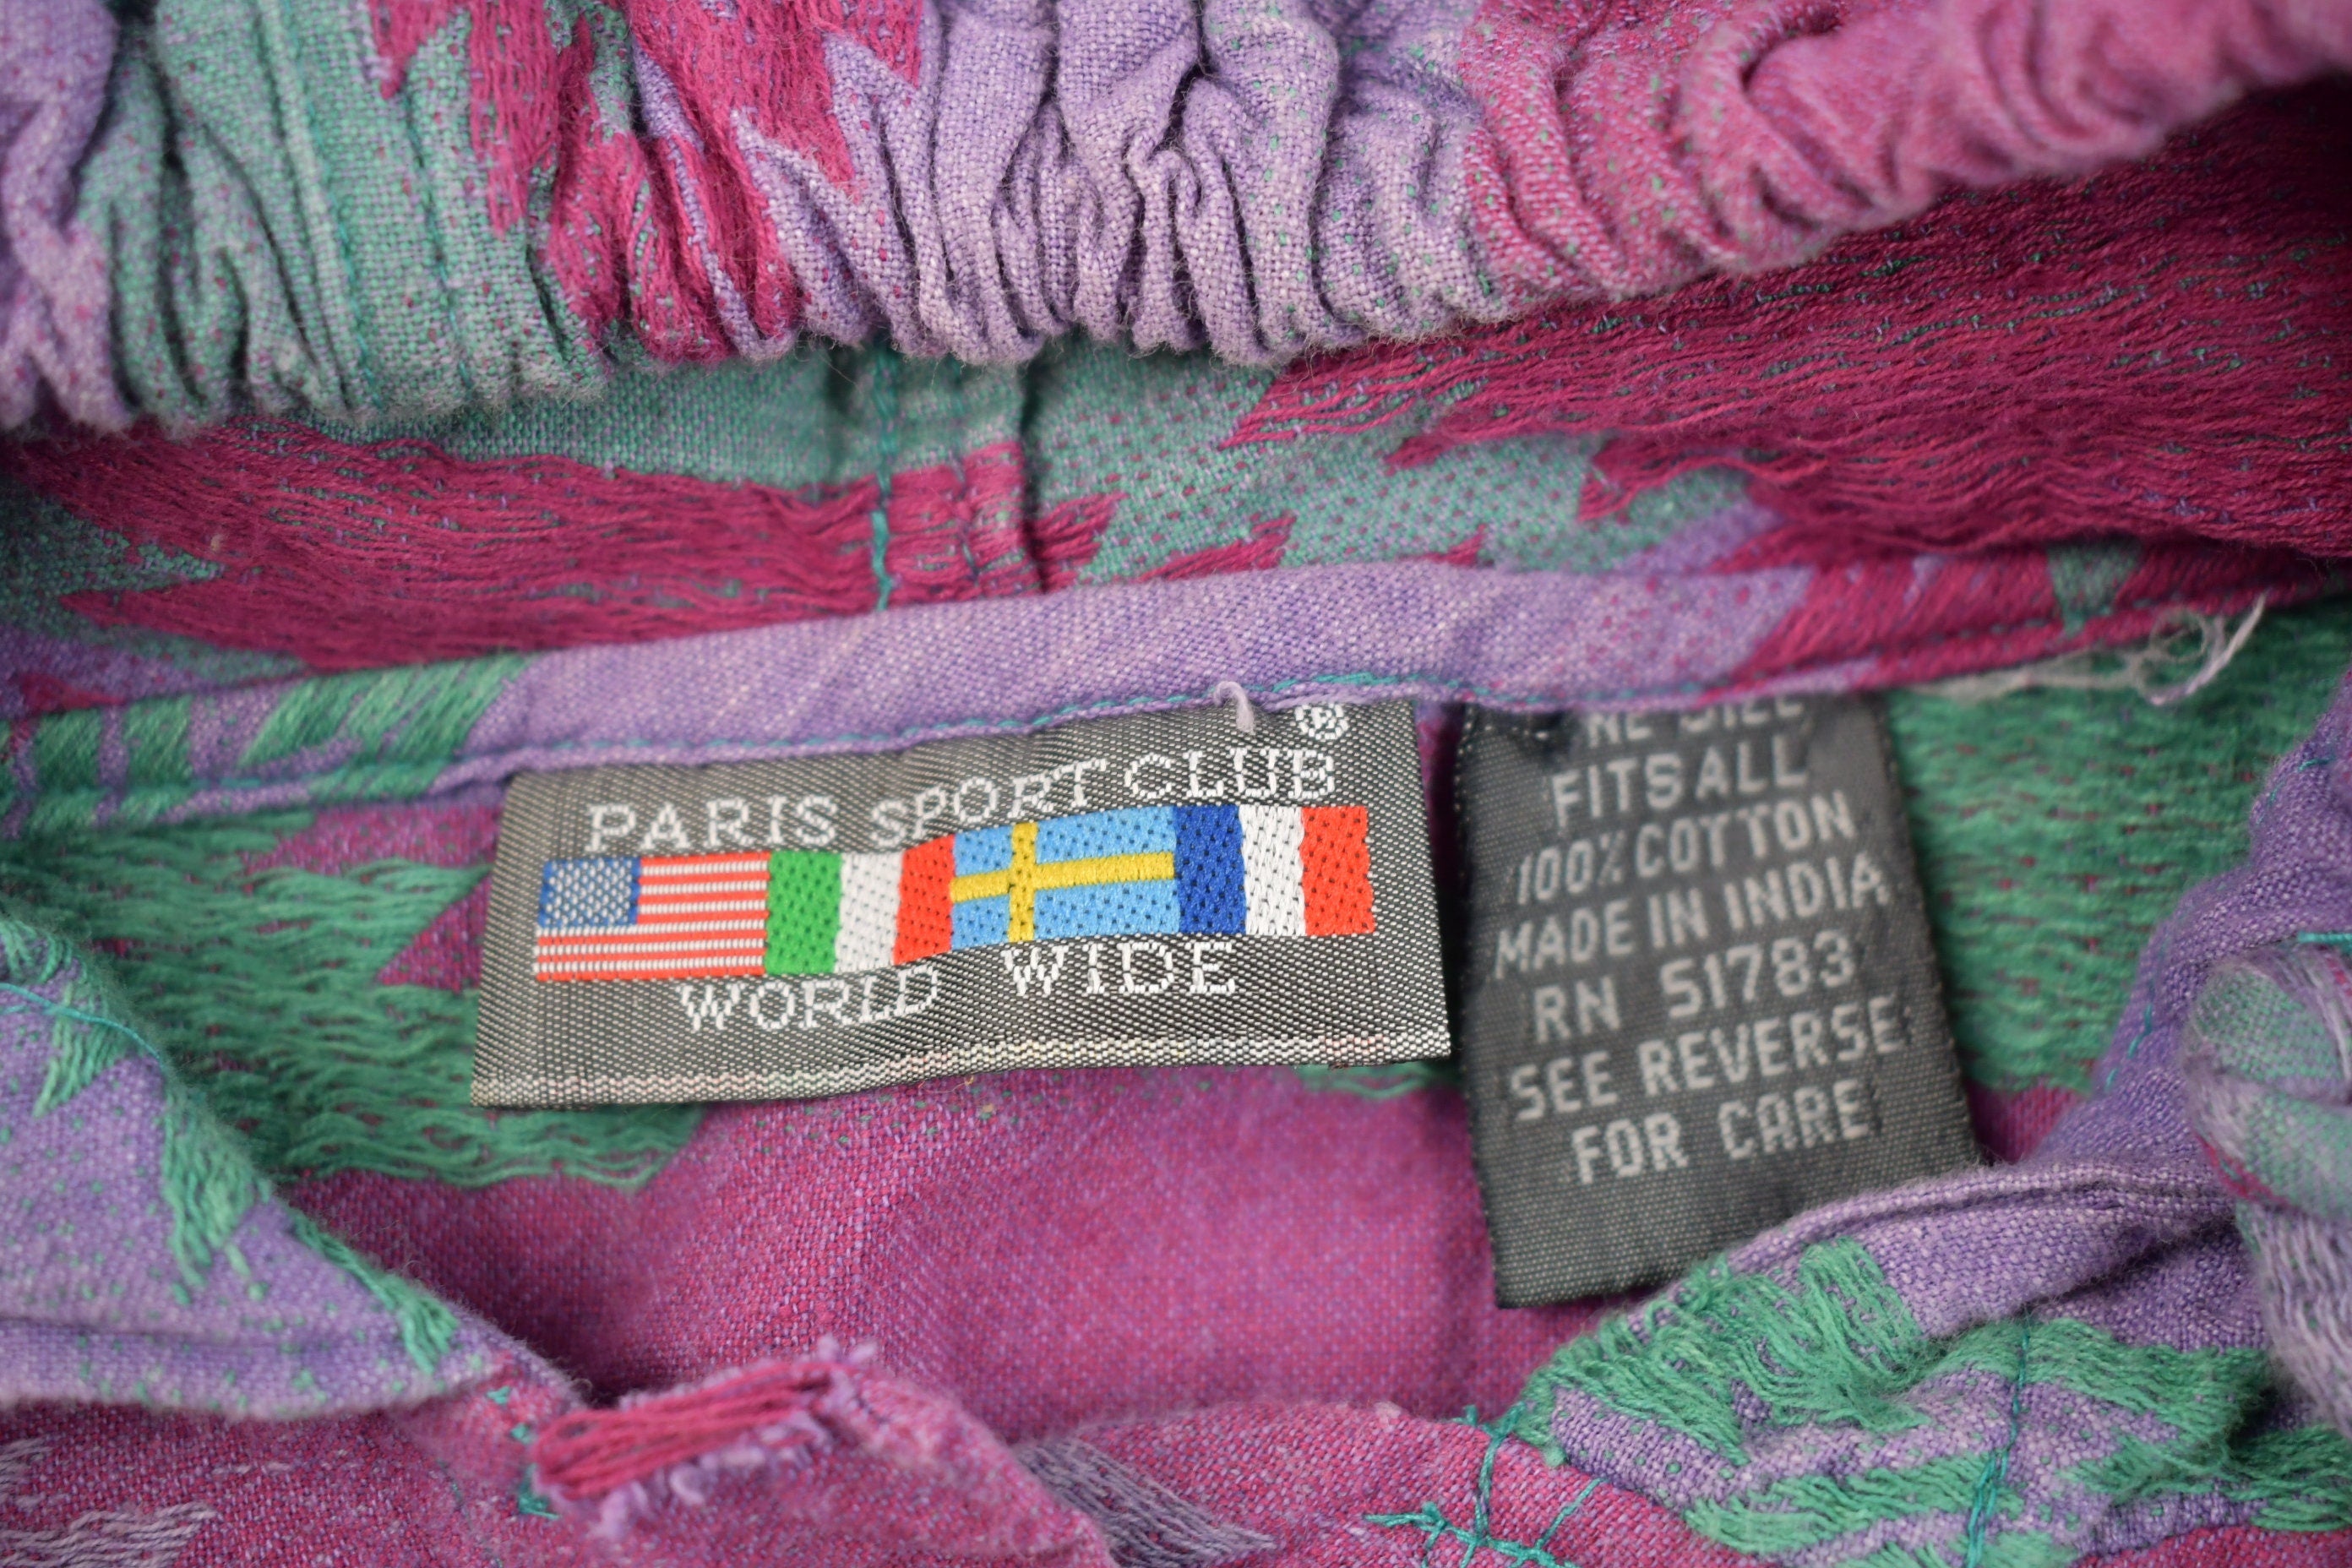 PARIS SPORT CLUB ®
WORLD WIDE
FITS ALL
100% COTTON
MADE IN INDIA
RN 51783
SEE REVERSE
FOR CARE